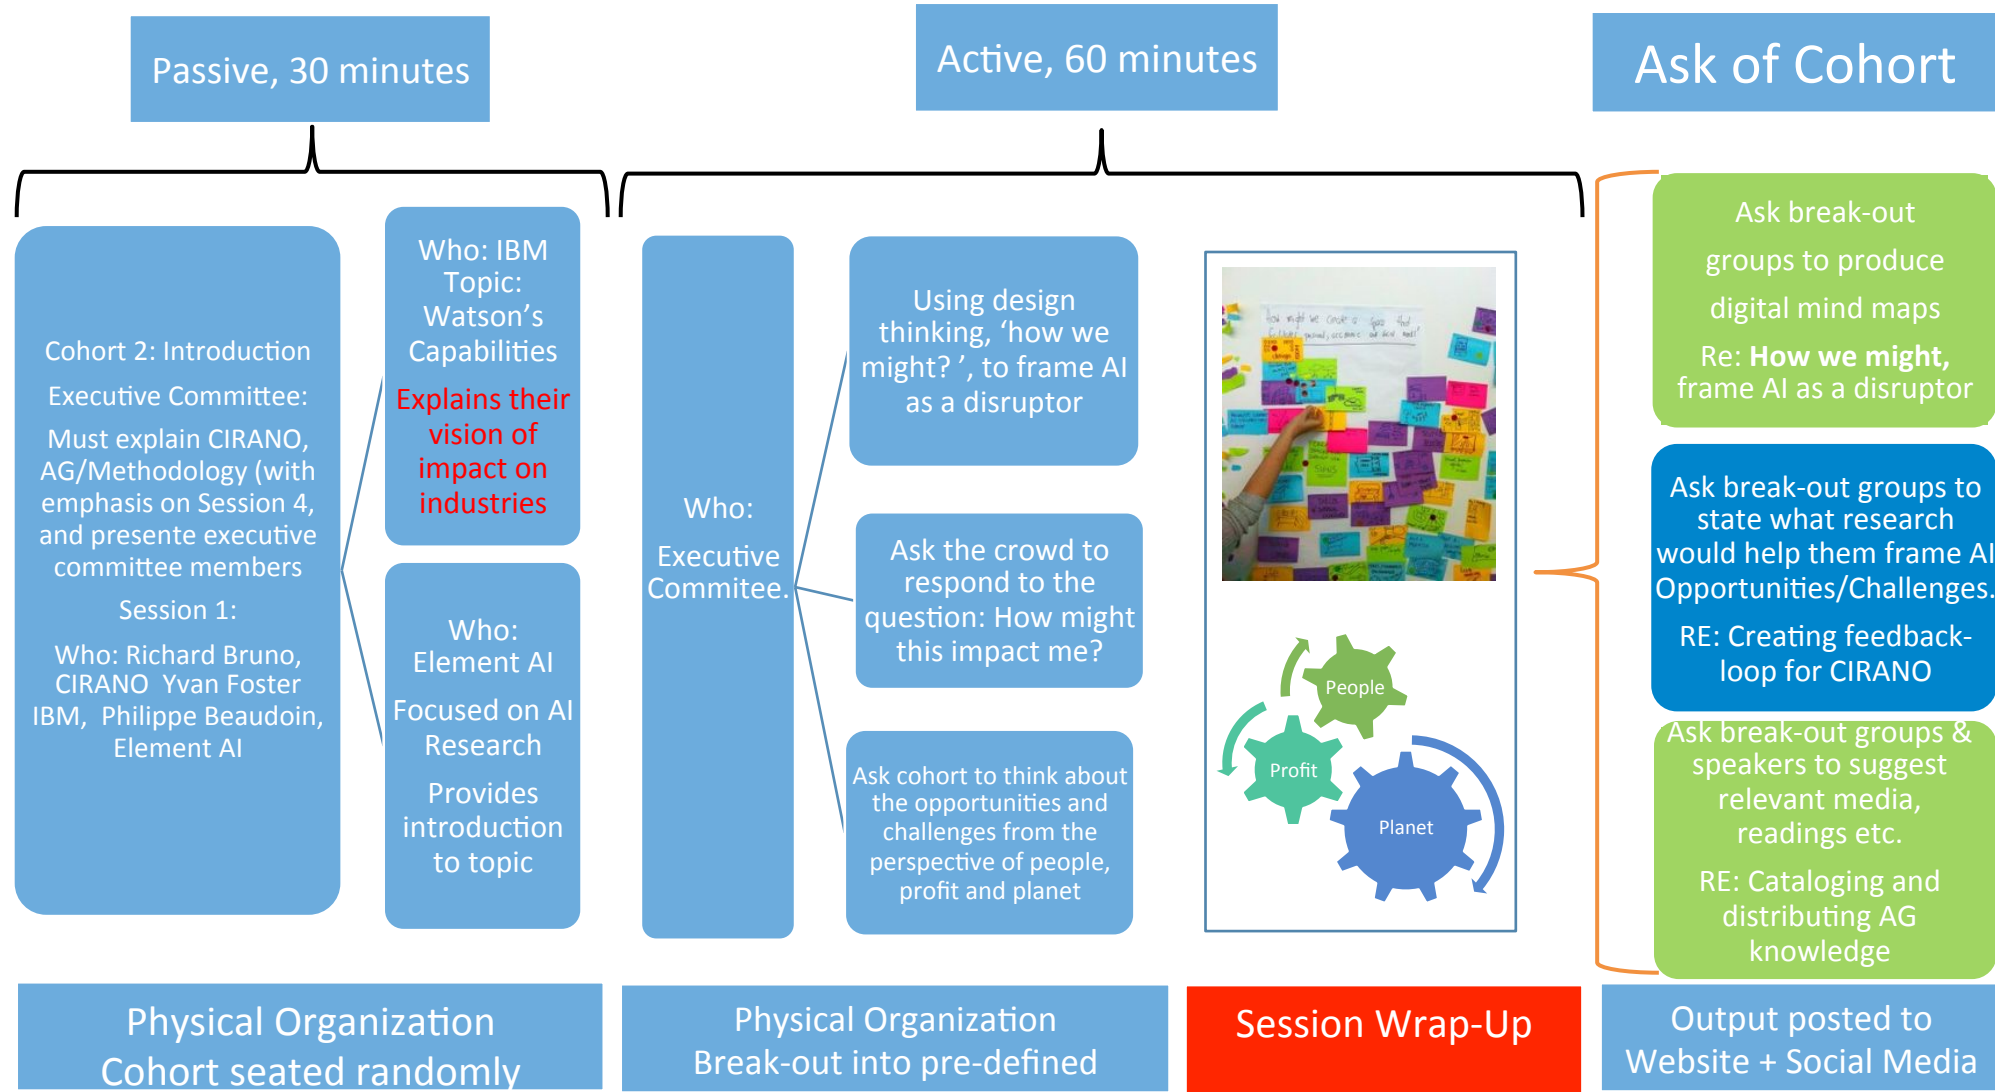 Passive, 30 minutes
Active, 60 minutes
Ask of Cohort
Cohort 2: Introduction
Executive Committee:
Must explain CIRANO,
AG/Methodology (with
emphasis on Session 4,
and presente executive
committee members
Session 1:
Who: Richard Bruno,
CIRANO  Yvan Foster
IBM,  Philippe Beaudoin,
Element AI
Who: IBM
Topic:
Watson's
Capabilities
Explains their
vision of
impact on
industries
Who:
Element AI
Focused on AI
Research
Provides
introduction
to topic
Who:
Executive
Commitee.
Using design
thinking, 'how we
might? ', to frame AI
as a disruptor
Ask the crowd to
respond to the
question: How might
this impact me?
Ask cohort to think about
the opportunities and
challenges from the
perspective of people,
profit and planet
How might we create a space that
People
Profit
Planet
Ask break-out
groups to produce
digital mind maps
Re: How we might,
frame AI as a disruptor
Ask break-out groups to
state what research
would help them frame AI
Opportunities/Challenges.
RE: Creating feedback-
loop for CIRANO
Ask break-out groups &
speakers to suggest
relevant media,
readings etc.
RE: Cataloging and
distributing AG
knowledge
Physical Organization
Cohort seated randomly
Physical Organization
Break-out into pre-defined
Session Wrap-Up
Output posted to
Website + Social Media